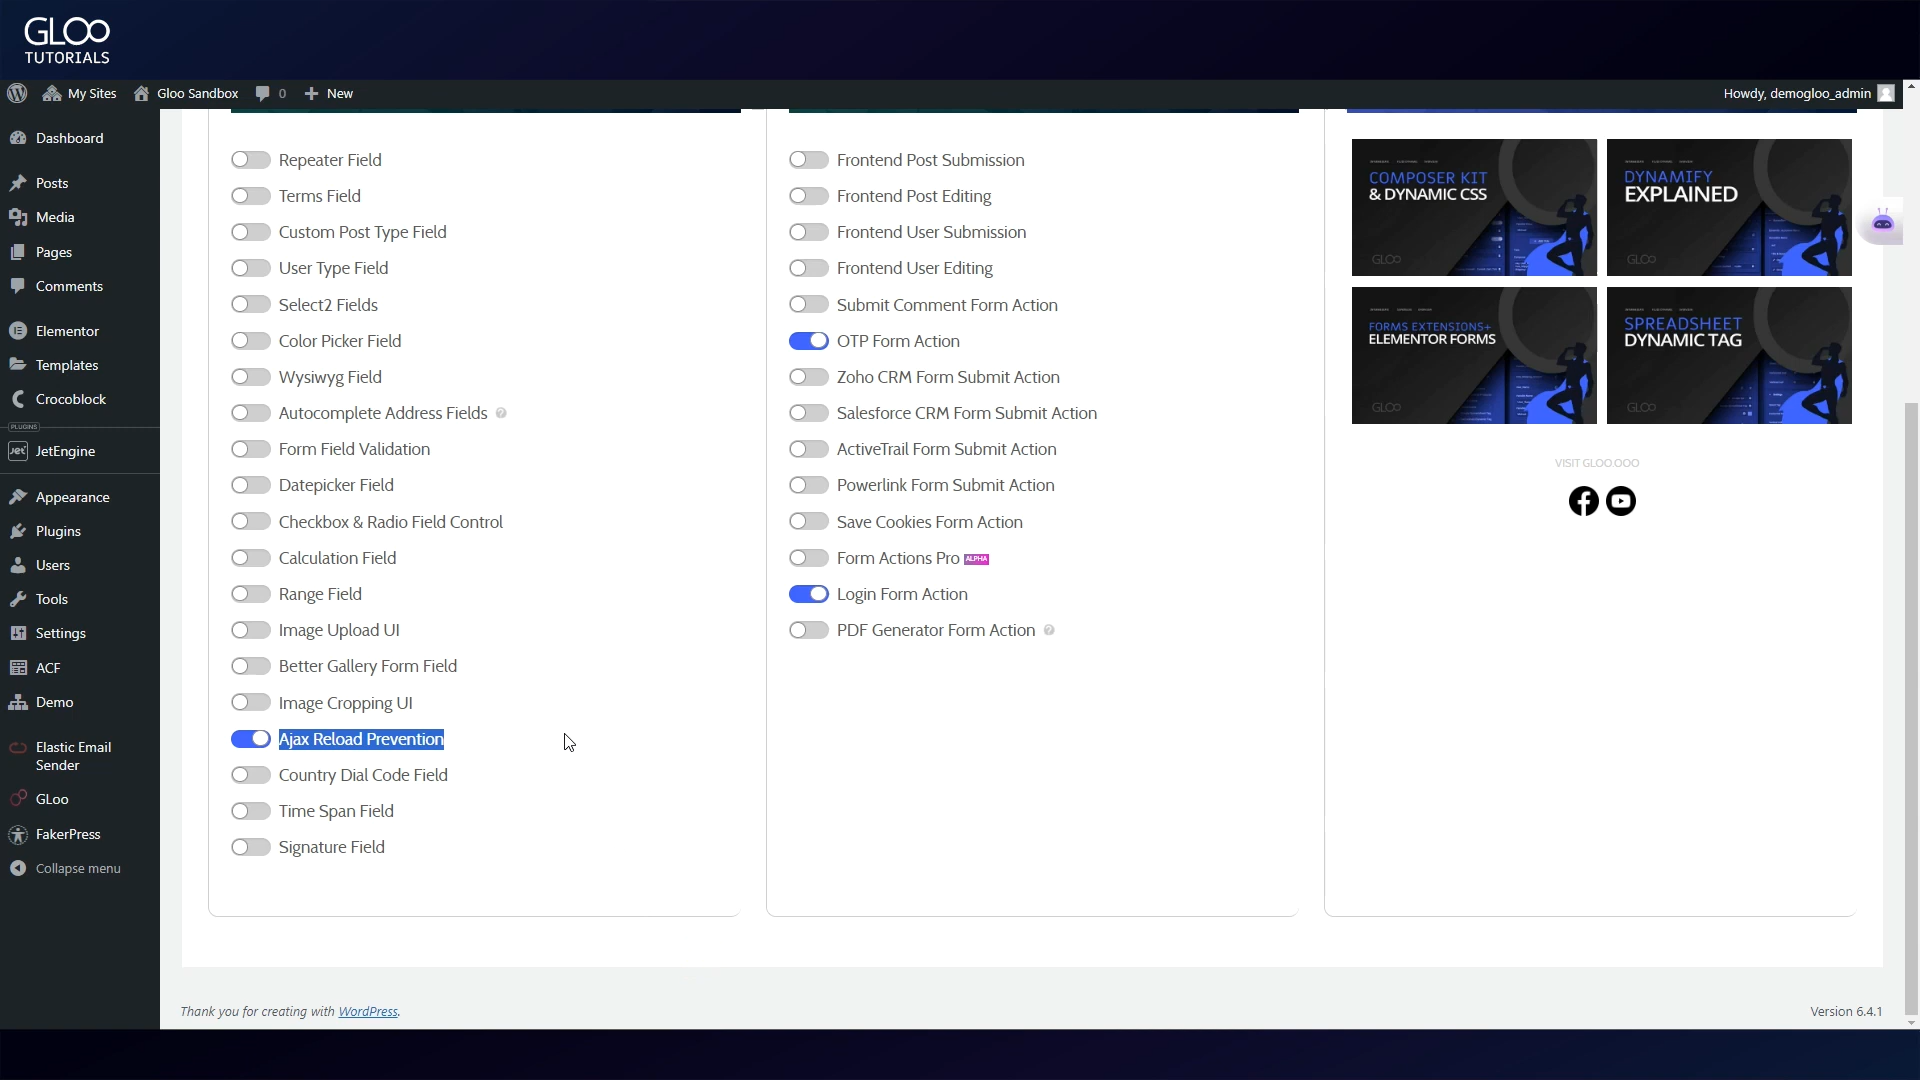 GLOO
TUTORIALS
My Sites
Gloo Sandbox
0
New
Howdy, demogloo_admin
Dashboard
Posts
Media
Pages
Comments
Elementor
Templates
Crocoblock
PLUGINS
Jet
JetEngine
Appearance
Plugins
Users
Tools
Settings
ACF
Demo
Elastic Email
Sender
GLoo
FakerPress
Collapse menu
Repeater Field
Terms Field
Custom Post Type Field
User Type Field
Select2 Fields
Color Picker Field
Wysiwyg Field
Autocomplete Address Fields ?
Form Field Validation
Datepicker Field
Checkbox & Radio Field Control
Calculation Field
Range Field
Image Upload UI
Better Gallery Form Field
Image Cropping UI
Ajax Reload Prevention
Country Dial Code Field
Time Span Field
Signature Field
Frontend Post Submission
Frontend Post Editing
Frontend User Submission
Frontend User Editing
Submit Comment Form Action
OTP Form Action
Zoho CRM Form Submit Action
Salesforce CRM Form Submit Action
ActiveTrail Form Submit Action
Powerlink Form Submit Action
Save Cookies Form Action
Form Actions Pro ALPHA
Login Form Action
PDF Generator Form Action ?
COMPOSER KIT
& DYNAMIC CSS
GLOO
DYNAMIFY
EXPLAINED
GLOO
FORMS EXTENSIONS+
ELEMENTOR FORMS
GLOO
SPREADSHEET
DYNAMIC TAG
GLOO
VISIT GLOO.OOO
Thank you for creating with WordPress.
Version 6.4.1